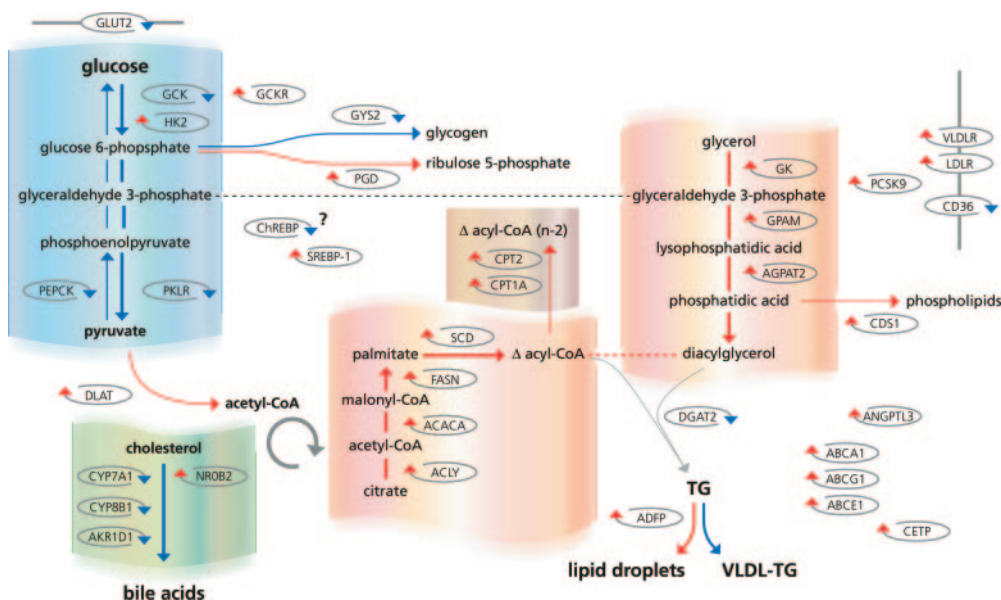 GLUT2
glucose
GCK
GCKR
HK2
glucose 6-phopsphate
GYS2
glycogen
ribulose 5-phosphate
PGD
glyceraldehyde 3-phosphate
ChREBP
?
SREBP-1
phosphoenolpyruvate
PEPCK
PKLR
pyruvate
DLAT
acetyl-CoA
cholesterol
CYP7A1
NR0B2
CYP8B1
AKR1D1
bile acids
Δ acyl-CoA (n-2)
CPT2
CPT1A
SCD
palmitate
Δ acyl-CoA
FASN
malonyl-CoA
ACACA
acetyl-CoA
ACLY
citrate
glycerol
GK
glyceraldehyde 3-phosphate
GPAM
lysophosphatidic acid
AGPAT2
phosphatidic acid
phospholipids
CDS1
diacylglycerol
DGAT2
TG
ADFP
lipid droplets
VLDL-TG
VLDLR
LDLR
PCSK9
CD36
ANGPTL3
ABCA1
ABCG1
ABCE1
CETP